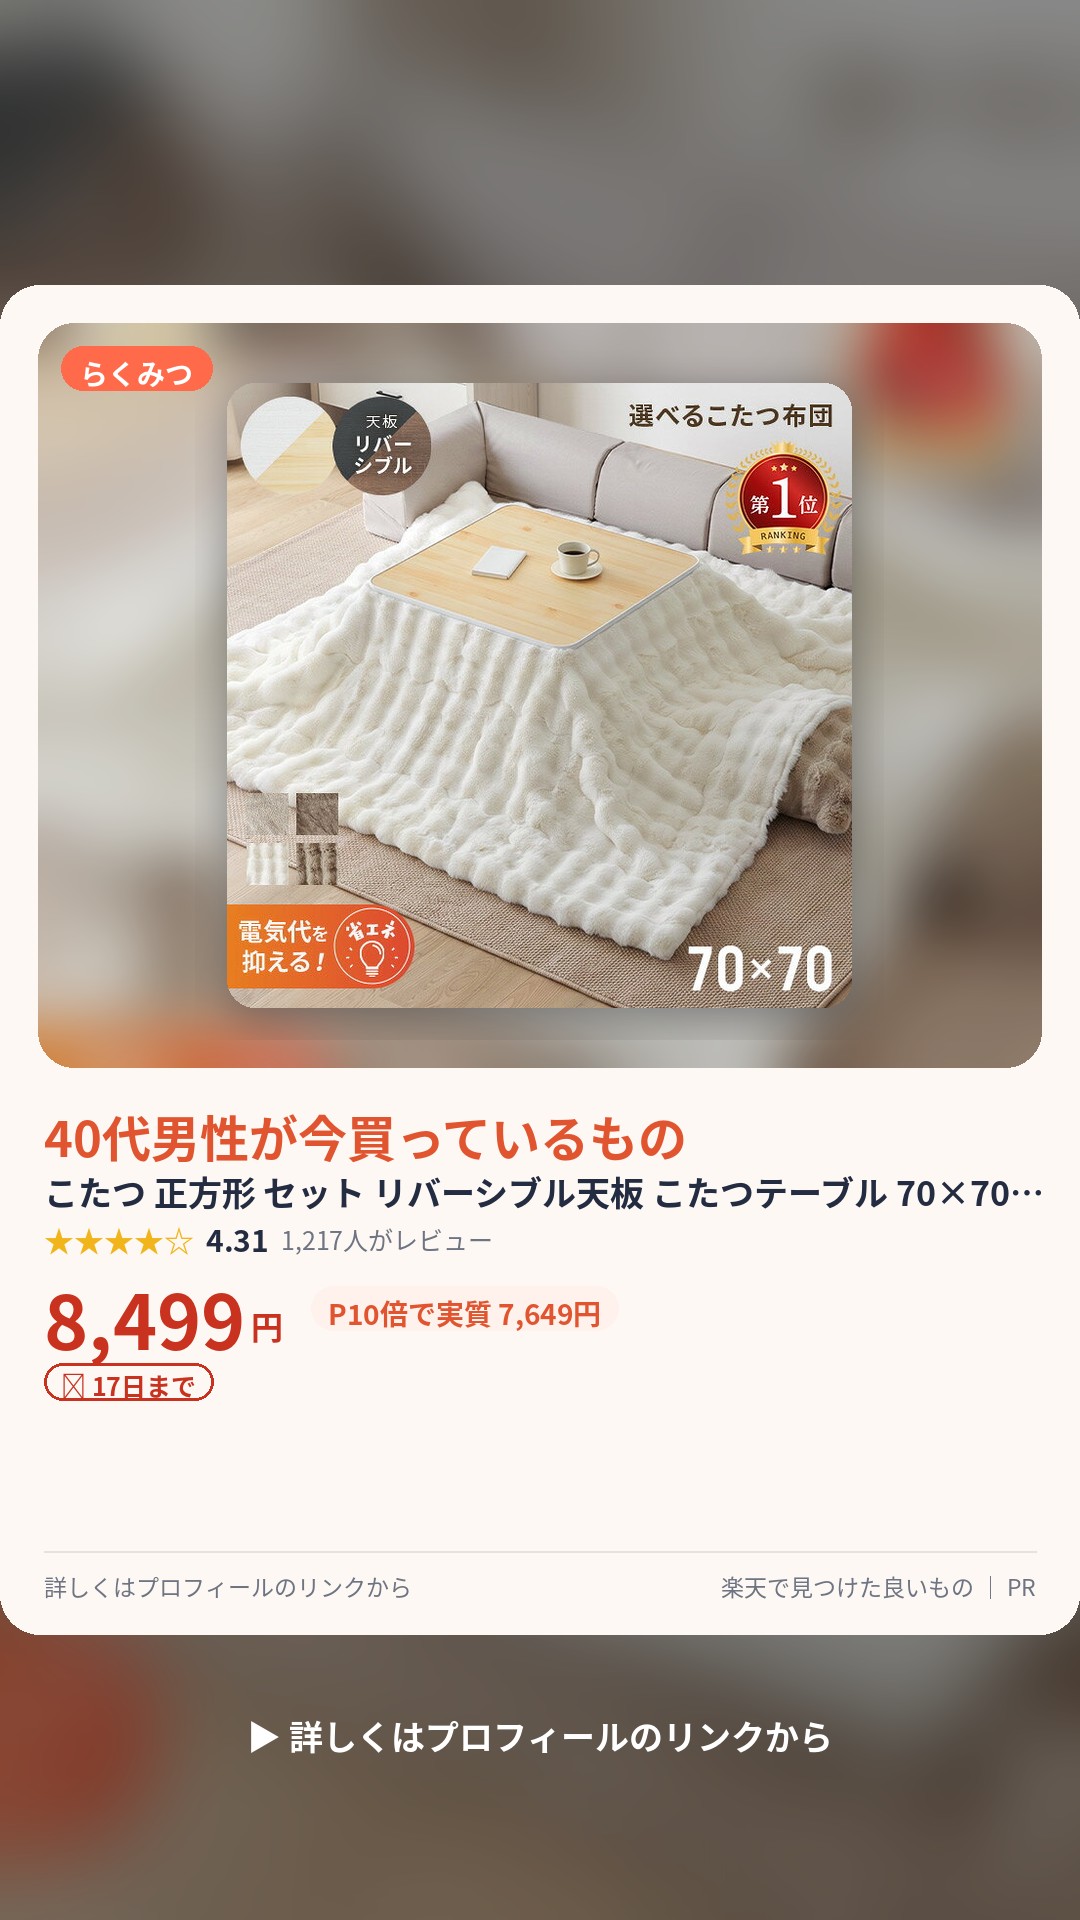 らくみつ
天板
リバー
シブル
選べるこたつ布団
第1位
RANKING
電気代を
抑える!
省エネ
70×70
40代男性が今買っているもの
こたつ 正方形 セット リバーシブル天板 こたつテーブル 70×70…
★★★★☆ 4.31 1,217人がレビュー
8,499円 P10倍で実質 7,649円
17日まで
詳しくはプロフィールのリンクから
楽天で見つけた良いもの | PR
▶ 詳しくはプロフィールのリンクから